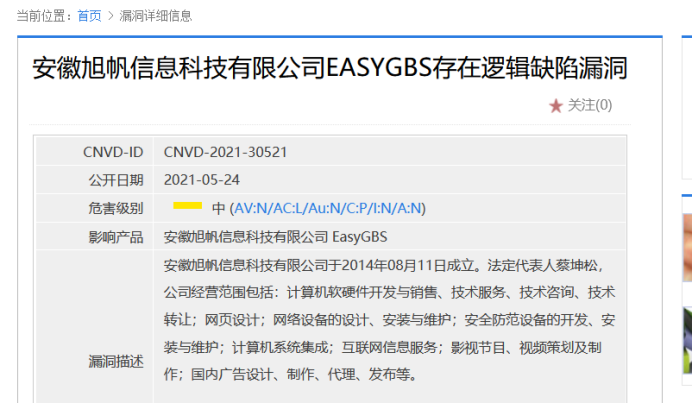 当前位置：首页 > 漏洞详细信息
安徽旭帆信息科技有限公司EASYGBS存在逻辑缺陷漏洞
★ 关注(0)
CNVD-ID CNVD-2021-30521
公开日期 2021-05-24
危害级别 中 (AV:N/AC:L/Au:N/C:P/I:N/A:N)
影响产品 安徽旭帆信息科技有限公司 EasyGBS
漏洞描述
安徽旭帆信息科技有限公司于2014年08月11日成立。法定代表人蔡坤松，
公司经营范围包括：计算机软硬件开发与销售、技术服务、技术咨询、技术
转让；网页设计；网络设备的设计、安装与维护；安全防范设备的开发、安
装与维护；计算机系统集成；互联网信息服务；影视节目、视频策划及制
作；国内广告设计、制作、代理、发布等。